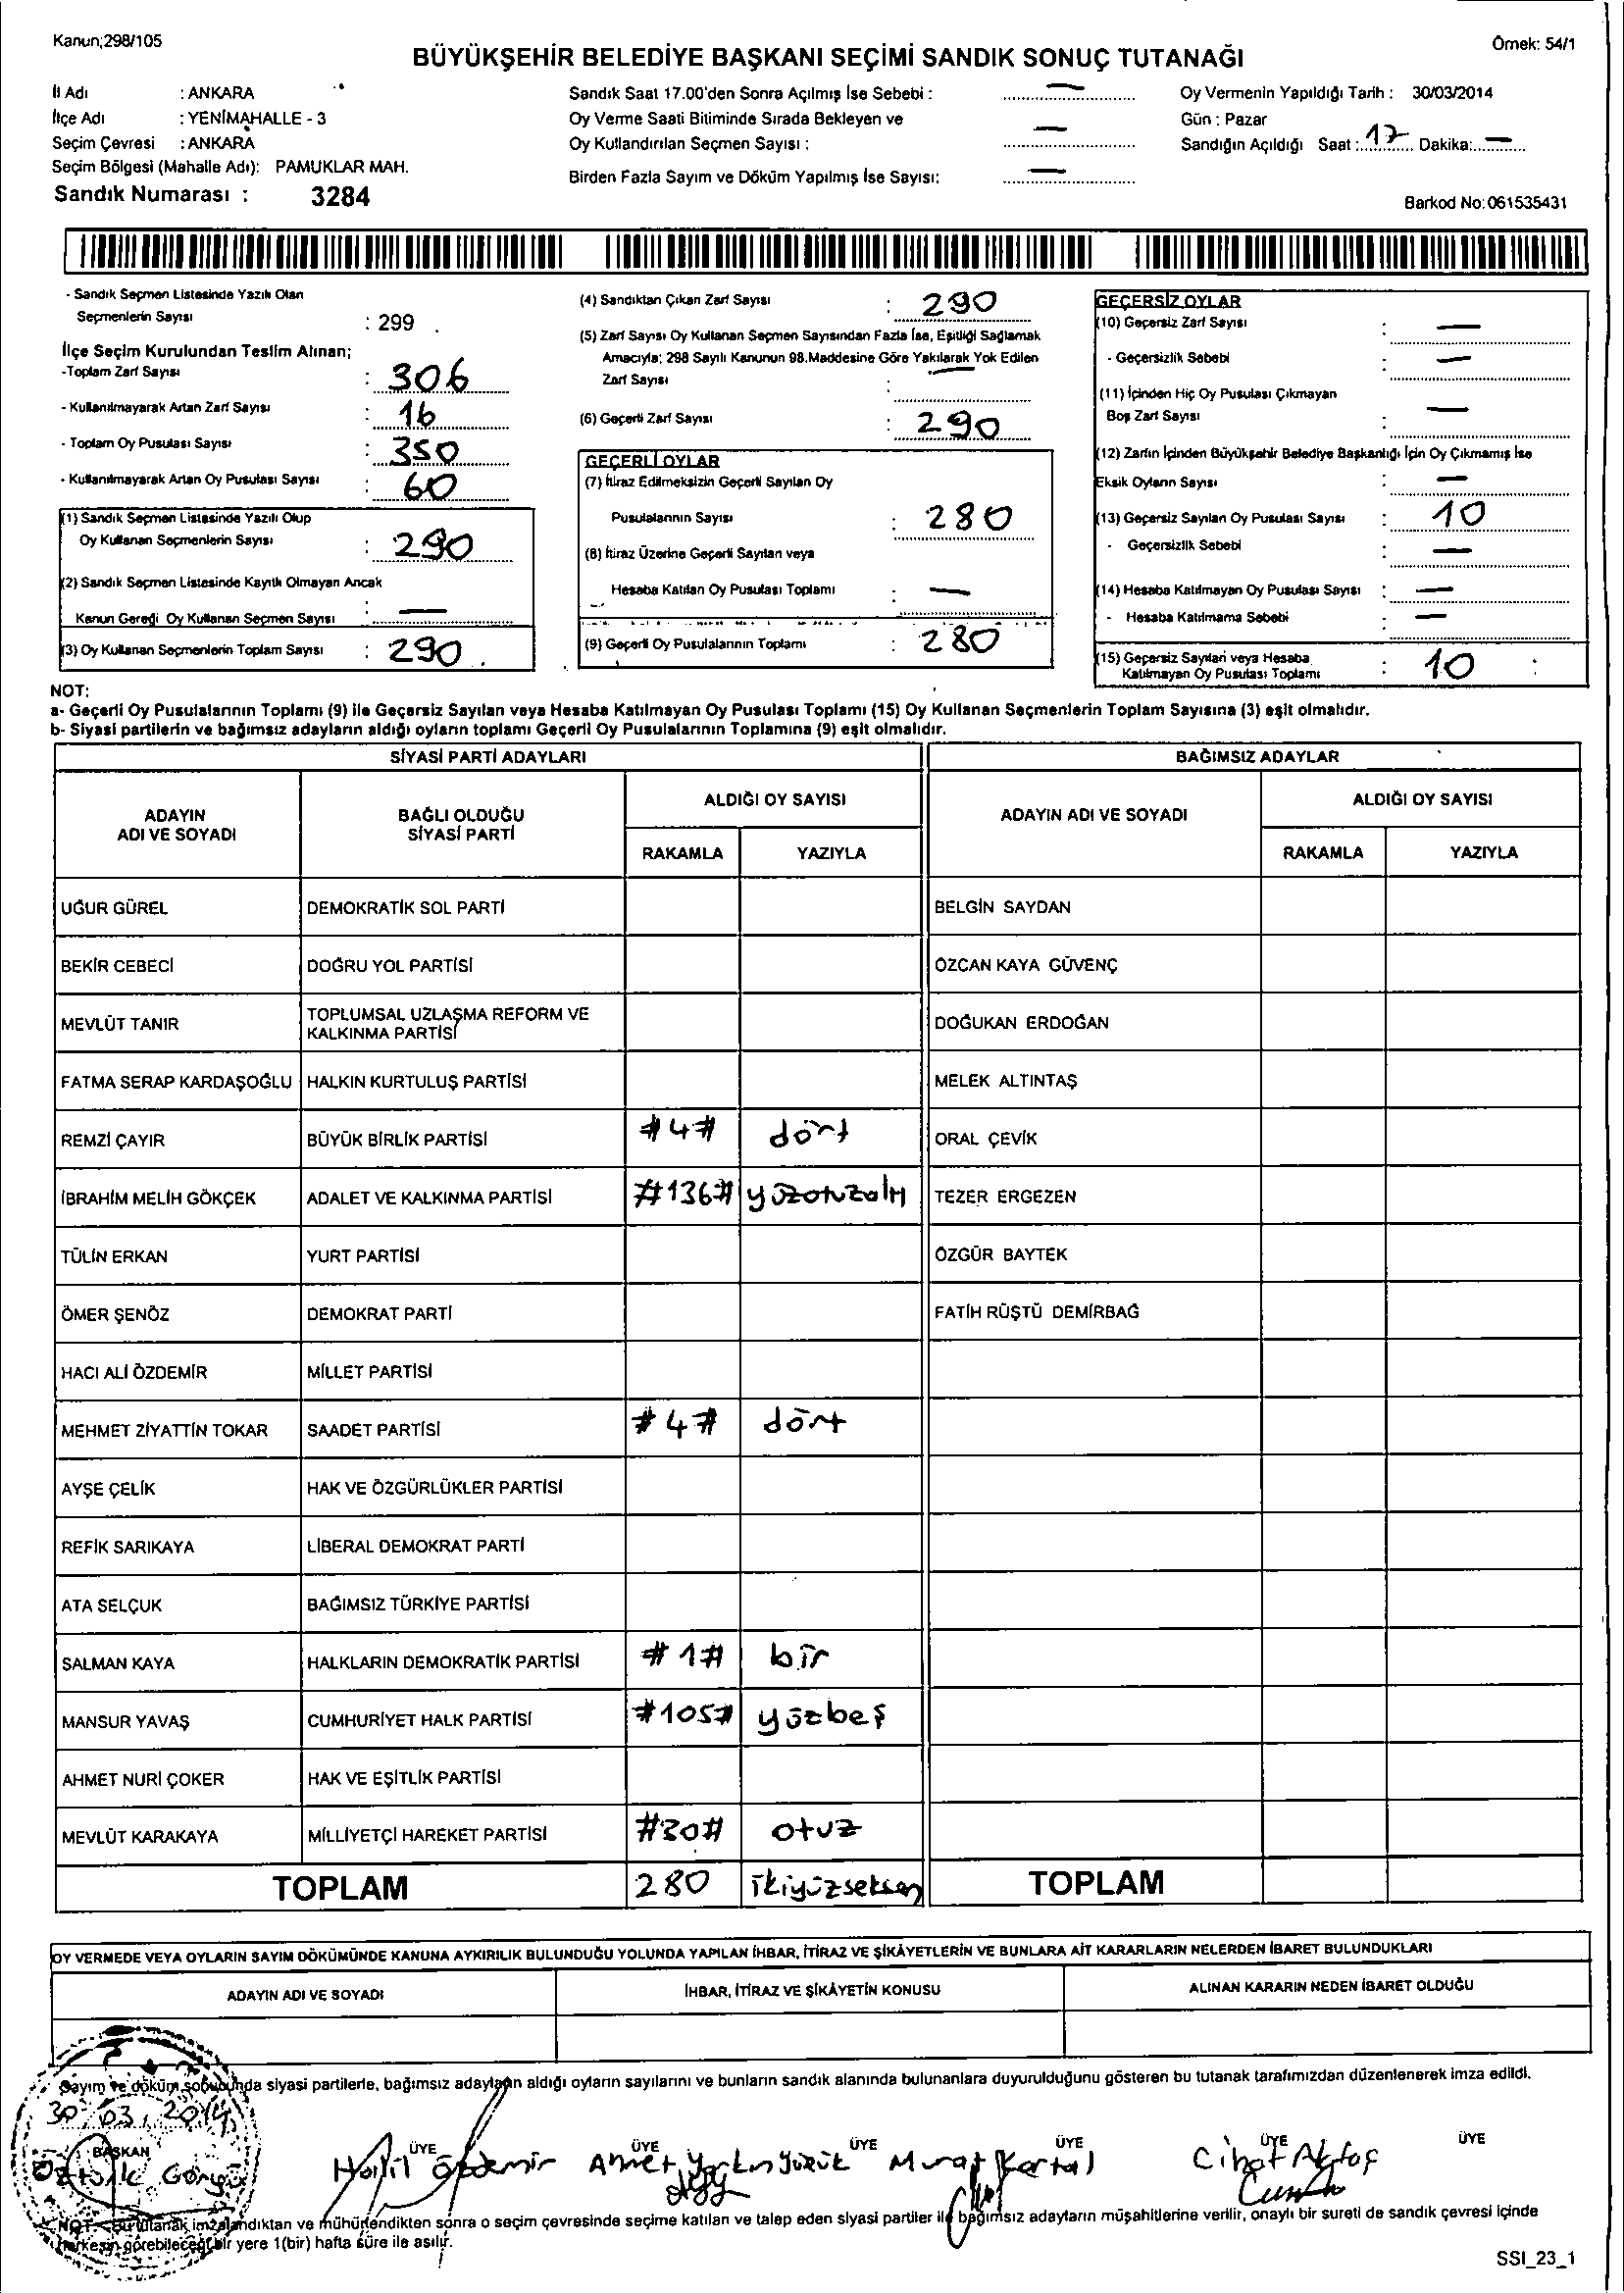 Kanun;298/105
Örnek: 54/1
BÜYÜKŞEHİR BELEDİYE BAŞKANI SEÇİMİ SANDIK SONUÇ TUTANAĞI
İl Adı : ANKARA
İlçe Adı : YENİMAHALLE - 3
Seçim Çevresi : ANKARA
Seçim Bölgesi (Mahalle Adı): PAMUKLAR MAH.
Sandık Numarası : 3284
Sandık Saat 17.00'den Sonra Açılmış İse Sebebi : —
Oy Verme Saati Bitiminde Sırada Bekleyen ve
Oy Kullandırılan Seçmen Sayısı : —
Birden Fazla Sayım ve Döküm Yapılmış İse Sayısı: —
Oy Vermenin Yapıldığı Tarih : 30/03/2014
Gün : Pazar
Sandığın Açıldığı Saat : 17 Dakika: —
Barkod No:061535431
- Sandık Seçmen Listesinde Yazılı Olan
Seçmenlerin Sayısı : 299
İlçe Seçim Kurulundan Teslim Alınan;
-Toplam Zarf Sayısı : 306
- Kullanılmayarak Artan Zarf Sayısı : 16
- Toplam Oy Pusulası Sayısı : 350
- Kullanılmayarak Artan Oy Pusulası Sayısı : 60
(1) Sandık Seçmen Listesinde Yazılı Olup
Oy Kullanan Seçmenlerin Sayısı : 290
(2) Sandık Seçmen Listesinde Kayıtlı Olmayan Ancak
Kanun Gereği Oy Kullanan Seçmen Sayısı : —
(3) Oy Kullanan Seçmenlerin Toplam Sayısı : 290
(4) Sandıktan Çıkan Zarf Sayısı : 290
(5) Zarf Sayısı Oy Kullanan Seçmen Sayısından Fazla İse, Eşitliği Sağlamak
Amacıyla; 298 Sayılı Kanunun 98.Maddesine Göre Yakılarak Yok Edilen
Zarf Sayısı : —
(6) Geçerli Zarf Sayısı : 290
GEÇERLİ OYLAR
(7) İtiraz Edilmeksizin Geçerli Sayılan Oy
Pusulalarının Sayısı : 280
(8) İtiraz Üzerine Geçerli Sayılan veya
Hesaba Katılan Oy Pusulası Toplamı : —
(9) Geçerli Oy Pusulalarının Toplamı : 280
GEÇERSİZ OYLAR
(10) Geçersiz Zarf Sayısı : —
- Geçersizlik Sebebi : —
(11) İçinden Hiç Oy Pusulası Çıkmayan
Boş Zarf Sayısı : —
(12) Zarfın İçinden Büyükşehir Belediye Başkanlığı İçin Oy Çıkmamış İse
Eksik Oyların Sayısı : —
(13) Geçersiz Sayılan Oy Pusulası Sayısı : 10
- Geçersizlik Sebebi : —
(14) Hesaba Katılmayan Oy Pusulası Sayısı : —
- Hesaba Katılmama Sebebi : —
(15) Geçersiz Sayılan veya Hesaba
Katılmayan Oy Pusulası Toplamı : 10
NOT:
a- Geçerli Oy Pusulalarının Toplamı (9) ile Geçersiz Sayılan veya Hesaba Katılmayan Oy Pusulası Toplamı (15) Oy Kullanan Seçmenlerin Toplam Sayısına (3) eşit olmalıdır.
b- Siyasi partilerin ve bağımsız adayların aldığı oyların toplamı Geçerli Oy Pusulalarının Toplamına (9) eşit olmalıdır.
SİYASİ PARTİ ADAYLARI
BAĞIMSIZ ADAYLAR
ADAYIN ADI VE SOYADI
BAĞLI OLDUĞU SİYASİ PARTİ
ALDIĞI OY SAYISI
RAKAMLA YAZIYLA
ADAYIN ADI VE SOYADI
ALDIĞI OY SAYISI
RAKAMLA YAZIYLA
UĞUR GÜREL DEMOKRATİK SOL PARTİ BELGİN SAYDAN
BEKİR CEBECİ DOĞRU YOL PARTİSİ ÖZCAN KAYA GÜVENÇ
MEVLÜT TANIR TOPLUMSAL UZLAŞMA REFORM VE KALKINMA PARTİSİ DOĞUKAN ERDOĞAN
FATMA SERAP KARDAŞOĞLU HALKIN KURTULUŞ PARTİSİ MELEK ALTINTAŞ
REMZİ ÇAYIR BÜYÜK BİRLİK PARTİSİ #4# dört ORAL ÇEVİK
İBRAHİM MELİH GÖKÇEK ADALET VE KALKINMA PARTİSİ #136# yüzotuzaltı TEZER ERGEZEN
TÜLİN ERKAN YURT PARTİSİ ÖZGÜR BAYTEK
ÖMER ŞENÖZ DEMOKRAT PARTİ FATİH RÜŞTÜ DEMİRBAĞ
HACI ALİ ÖZDEMİR MİLLET PARTİSİ
MEHMET ZİYATTİN TOKAR SAADET PARTİSİ #4# dört
AYŞE ÇELİK HAK VE ÖZGÜRLÜKLER PARTİSİ
REFİK SARIKAYA LİBERAL DEMOKRAT PARTİ
ATA SELÇUK BAĞIMSIZ TÜRKİYE PARTİSİ
SALMAN KAYA HALKLARIN DEMOKRATİK PARTİSİ #1# bir
MANSUR YAVAŞ CUMHURİYET HALK PARTİSİ #105# yüzbeş
AHMET NURİ ÇOKER HAK VE EŞİTLİK PARTİSİ
MEVLÜT KARAKAYA MİLLİYETÇİ HAREKET PARTİSİ #30# otuz
TOPLAM 280 ikiyüzseksen TOPLAM
OY VERMEDE VEYA OYLARIN SAYIM DÖKÜMÜNDE KANUNA AYKIRILIK BULUNDUĞU YOLUNDA YAPILAN İHBAR, İTİRAZ VE ŞİKAYETLERİN VE BUNLARA AİT KARARLARIN NELERDEN İBARET BULUNDUKLARI
ADAYIN ADI VE SOYADI İHBAR, İTİRAZ VE ŞİKAYETİN KONUSU ALINAN KARARIN NEDEN İBARET OLDUĞU
Sayım ve döküm sonucunda siyasi partilerle, bağımsız adayların aldığı oyların sayılarını ve bunların sandık alanında bulunanlara duyurulduğunu gösteren bu tutanak tarafımızdan düzenlenerek imza edildi.
30/03/2014
BAŞKAN ÜYE ÜYE ÜYE ÜYE ÜYE ÜYE
Halil Özdemir Ahmet Murat Kartal Cihat Aktaş
NOT: Bu tutanak imzalandıktan ve mühürlendikten sonra o seçim çevresinde seçime katılan ve talep eden siyasi partiler ile bağımsız adayların müşahitlerine verilir, onaylı bir sureti de sandık çevresi içinde
herkesin görebileceği bir yere 1(bir) hafta süre ile asılır.
SSI_23_1